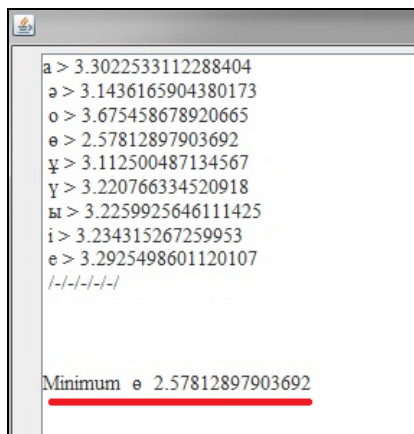 а > 3.3022533112288404
ә > 3.1436165904380173
о > 3.675458678920665
ө > 2.57812897903692
ұ > 3.112500487134567
ү > 3.220766334520918
ы > 3.2259925646111425
і > 3.234315267259953
е > 3.2925498601120107
/-/-/-/-/-/
Minimum ө 2.57812897903692